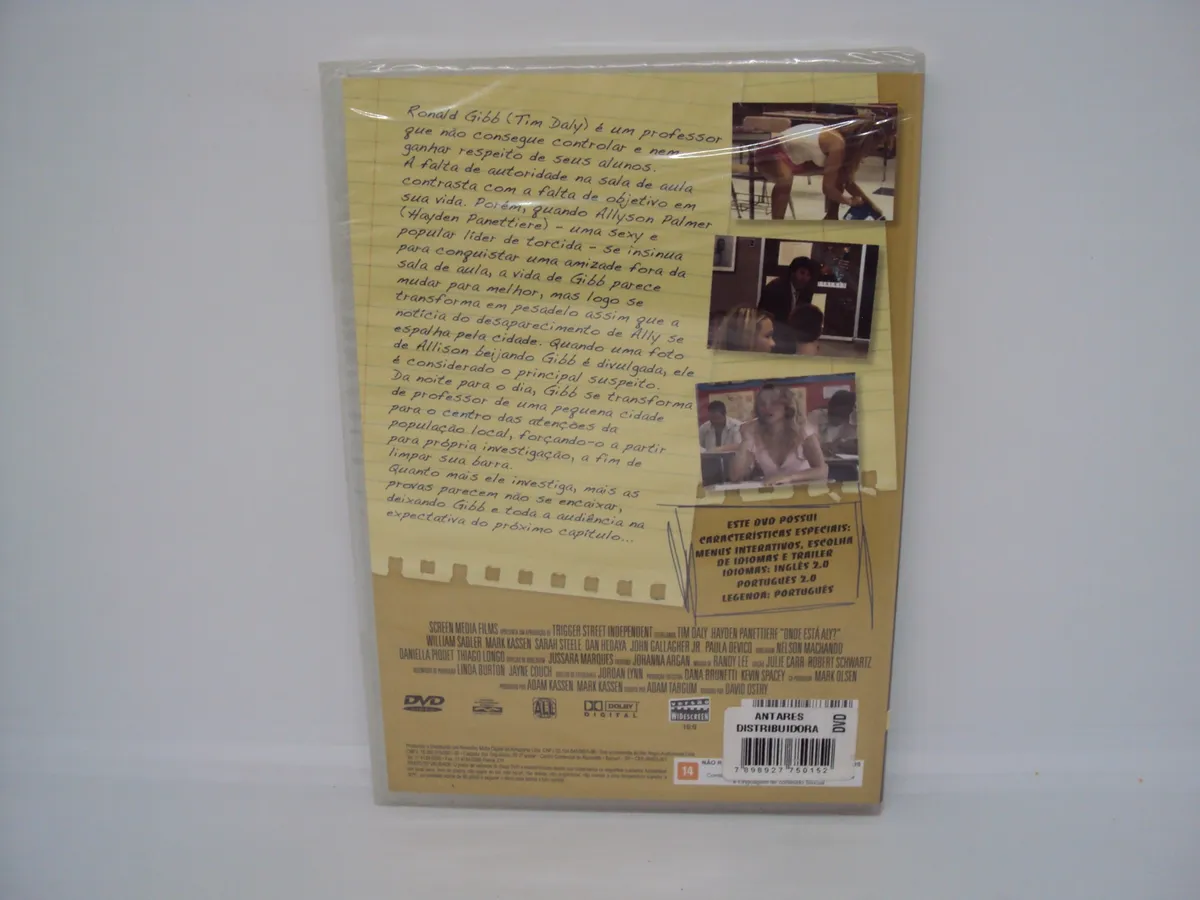 Ronald Gibb (Tim Daly) é um professor
que não consegue controlar e nem
ganhar respeito de seus alunos.
A falta de autoridade na sala de aula
contrasta com a falta de objetivo em
sua vida. Porém, quando Allyson Palmer
(Hayden Panettiere) - uma sexy e
popular líder de torcida - se insinua
para conquistar uma amizade fora da
sala de aula, a vida de Gibb parece
mudar para melhor, mas logo se
transforma em pesadelo assim que a
notícia do desaparecimento de Ally se
espalha pela cidade. Quando uma foto
de Allison beijando Gibb é divulgada, ele
é considerado o principal suspeito.
Da noite para o dia, Gibb se transforma
de professor de uma pequena cidade
para o centro das atenções da
população local, forçando-o a partir
para própria investigação, a fim de
limpar sua barra.
Quanto mais ele investiga, mais as
provas parecem não se encaixar,
deixando Gibb e toda a audiência na
expectativa do próximo capítulo...
ESTE DVD POSSUI
CARACTERÍSTICAS ESPECIAIS:
MENUS INTERATIVOS, ESCOLHA
DE IDIOMAS E TRAILER
IDIOMAS: INGLÊS 2.0
PORTUGUÊS 2.0
LEGENDA: PORTUGUÊS
SCREEN MEDIA FILMS TRIGGER STREET INDEPENDENT TIM DALY HAYDEN PANETTIERE "ONDE ESTÁ ALY?"
WILLIAM SADLER MARK KASSEN SARAH STEELE DAN HEDAYA JOHN GALLAGHER JR. PAULA DEVICQ NELSON MACHANDO
DANIELLA PIQUET THIAGO LONGO JUSSARA MARQUES JOHANNA ARGAN RANDY LEE JULIE CARR ROBERT SCHWARTZ
LINDA BURTON JAYNE COUCH JORDAN LYNN DANA BRUNETTI KEVIN SPACEY MARK OLSEN
PRODUZIDO POR ADAM KASSEN MARK KASSEN ADAM TARGUM DAVID OSTRY
DVD
ALL
DOLBY
DIGITAL
VERSÃO
WIDESCREEN
16:9
ANTARES
DISTRIBUIDORA
DVD
7 898927 750152
14